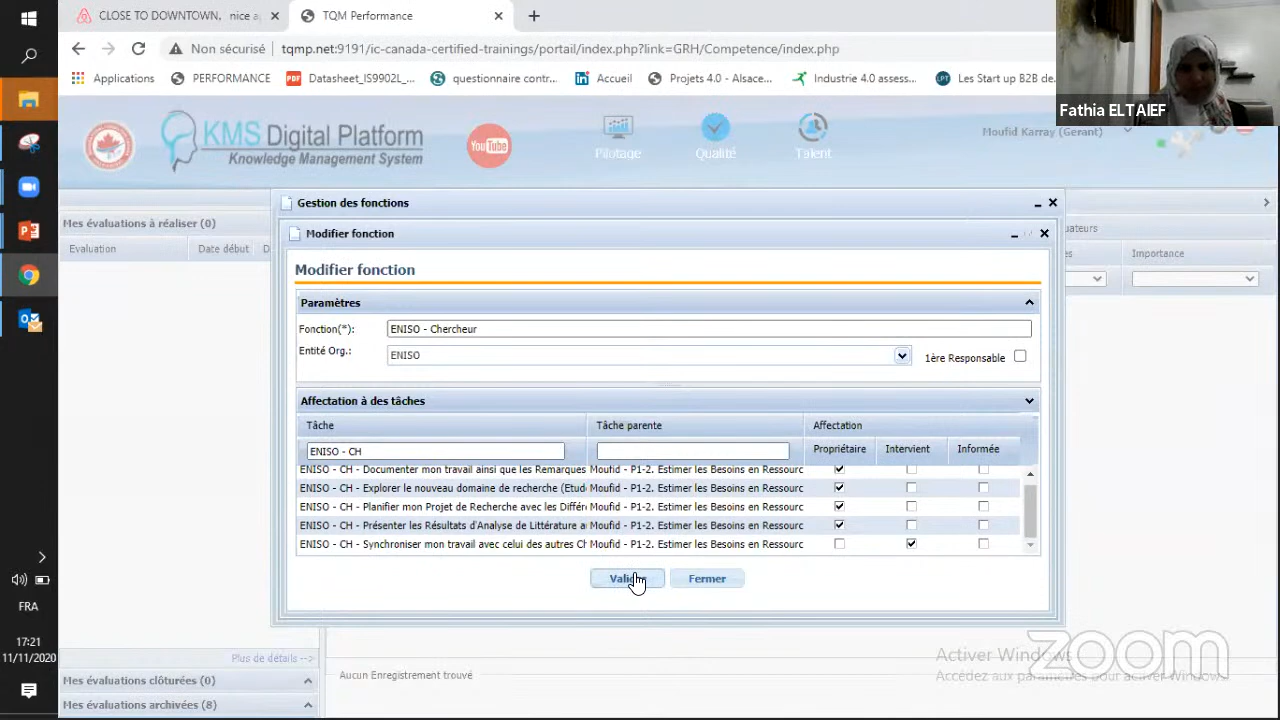 CLOSE TO DOWNTOWN, nice a
TQM Performance
Non sécurisé
tqmp.net:9191/ic-canada-certified-trainings/portail/index.php?link=GRH/Competence/index.php
Applications
PERFORMANCE
Datasheet_IS9902L_...
questionnaire contr...
Accueil
Projets 4.0 - Alsace...
Industrie 4.0 assess...
Les Start up B2B de...
Fathia ELTAIEF
KMS Digital Platform
Knowledge Management System
YouTube
Pilotage
Qualité
Talent
Moufid Karray (Gerant)
Gestion des fonctions
Mes évaluations à réaliser (0)
Evaluation
Date début
Modifier fonction
Modifier fonction
Importance
Paramètres
Fonction(*):
ENISO - Chercheur
Entité Org.:
ENISO
1ère Responsable
Affectation à des tâches
Tâche
Tâche parente
Affectation
ENISO - CH
Propriétaire
Intervient
Informée
ENISO - CH - Documenter mon travail ainsi que les Remarques
Moufid - P1-2. Estimer les Besoins en Ressourc
ENISO - CH - Explorer le nouveau domaine de recherche (Etud
Moufid - P1-2. Estimer les Besoins en Ressourc
ENISO - CH - Planifier mon Projet de Recherche avec les Différ
Moufid - P1-2. Estimer les Besoins en Ressourc
ENISO - CH - Présenter les Résultats d'Analyse de Littérature
Moufid - P1-2. Estimer les Besoins en Ressourc
ENISO - CH - Synchroniser mon travail avec celui des autres Ch
Moufid - P1-2. Estimer les Besoins en Ressourc
Fermer
FRA
17:21
11/11/2020
Plus de détails -->
Mes évaluations clôturées (0)
Mes évaluations archivées (8)
Aucun Enregistrement trouvé
Activer Windows
Accédez aux paramètres pour activer Windows.
zoom